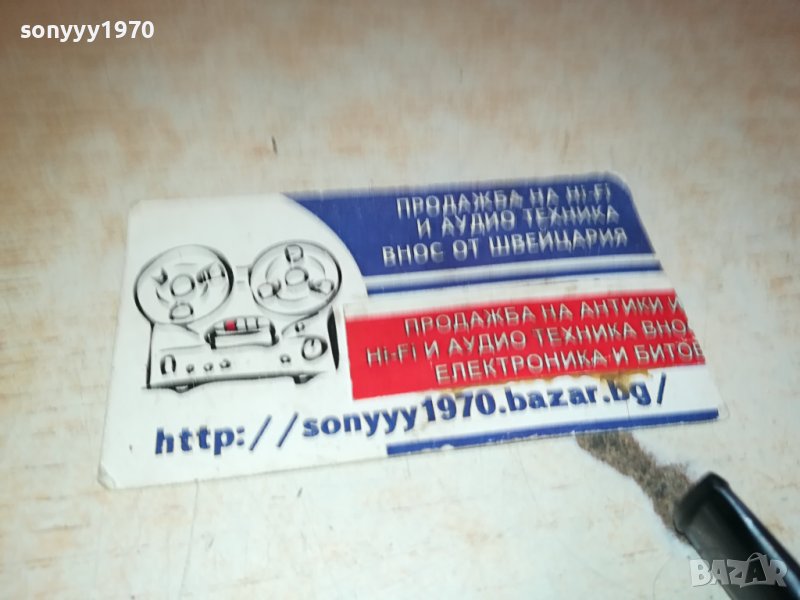 sonyyy1970
ПРОДАЖБА НА Hi-Fi
И АУДИО ТЕХНИКА
ВНОС ОТ ШВЕЙЦАРИЯ
ПРОДАЖБА НА АНТИКИ И
Hi-Fi И АУДИО ТЕХНИКА ВНОС
ЕЛЕКТРОНИКА И БИТОВ
http://sonyyy1970.bazar.bg/
BAZAR